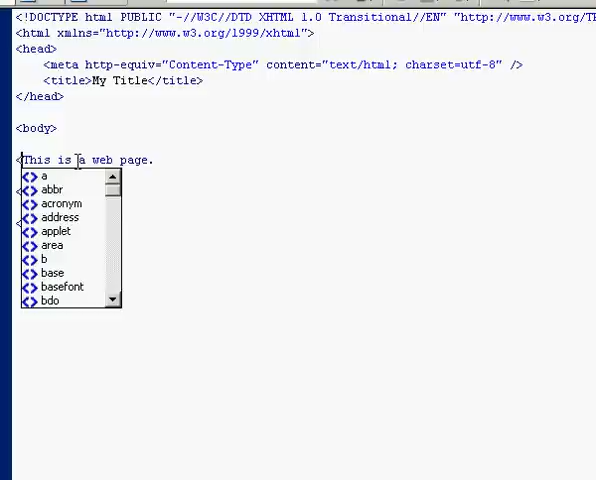 <!DOCTYPE html PUBLIC "-//W3C//DTD XHTML 1.0 Transitional//EN" "http://www.w3.org/TR
<html xmlns="http://www.w3.org/1999/xhtml">
<head>
<meta http-equiv="Content-Type" content="text/html; charset=utf-8" />
<title>My Title</title>
</head>
<body>
<This is a web page.
<> a
<> abbr
<> acronym
<> address
<> applet
<> area
<> b
<> base
<> basefont
<> bdo